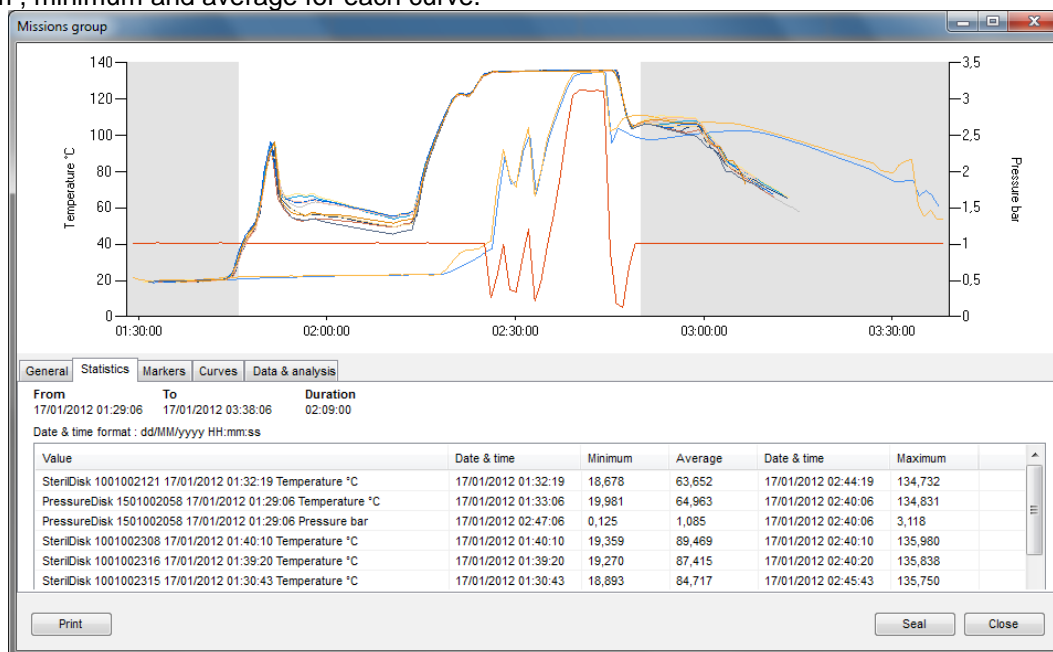 , minimum and average for each curve.
Missions group
140
120
100
80
60
40
20
0
Temperature °C
3,5
3
2,5
2
1,5
1
0,5
0
Pressure bar
01:30:00 02:00:00 02:30:00 03:00:00 03:30:00
General Statistics Markers Curves Data & analysis
From To Duration
17/01/2012 01:29:06 17/01/2012 03:38:06 02:09:00
Date & time format : dd/MM/yyyy HH:mm:ss
Value Date & time Minimum Average Date & time Maximum
SterilDisk 1001002121 17/01/2012 01:32:19 Temperature °C 17/01/2012 01:32:19 18,678 63,652 17/01/2012 02:44:19 134,732
PressureDisk 1501002058 17/01/2012 01:29:06 Temperature °C 17/01/2012 01:33:06 19,981 64,963 17/01/2012 02:40:06 134,831
PressureDisk 1501002058 17/01/2012 01:29:06 Pressure bar 17/01/2012 02:47:06 0,125 1,085 17/01/2012 02:40:06 3,118
SterilDisk 1001002308 17/01/2012 01:40:10 Temperature °C 17/01/2012 01:40:10 19,359 89,469 17/01/2012 02:40:10 135,980
SterilDisk 1001002316 17/01/2012 01:39:20 Temperature °C 17/01/2012 01:39:20 19,270 87,415 17/01/2012 02:40:20 135,838
SterilDisk 1001002315 17/01/2012 01:30:43 Temperature °C 17/01/2012 01:30:43 18,893 84,717 17/01/2012 02:45:43 135,750
Print Seal Close